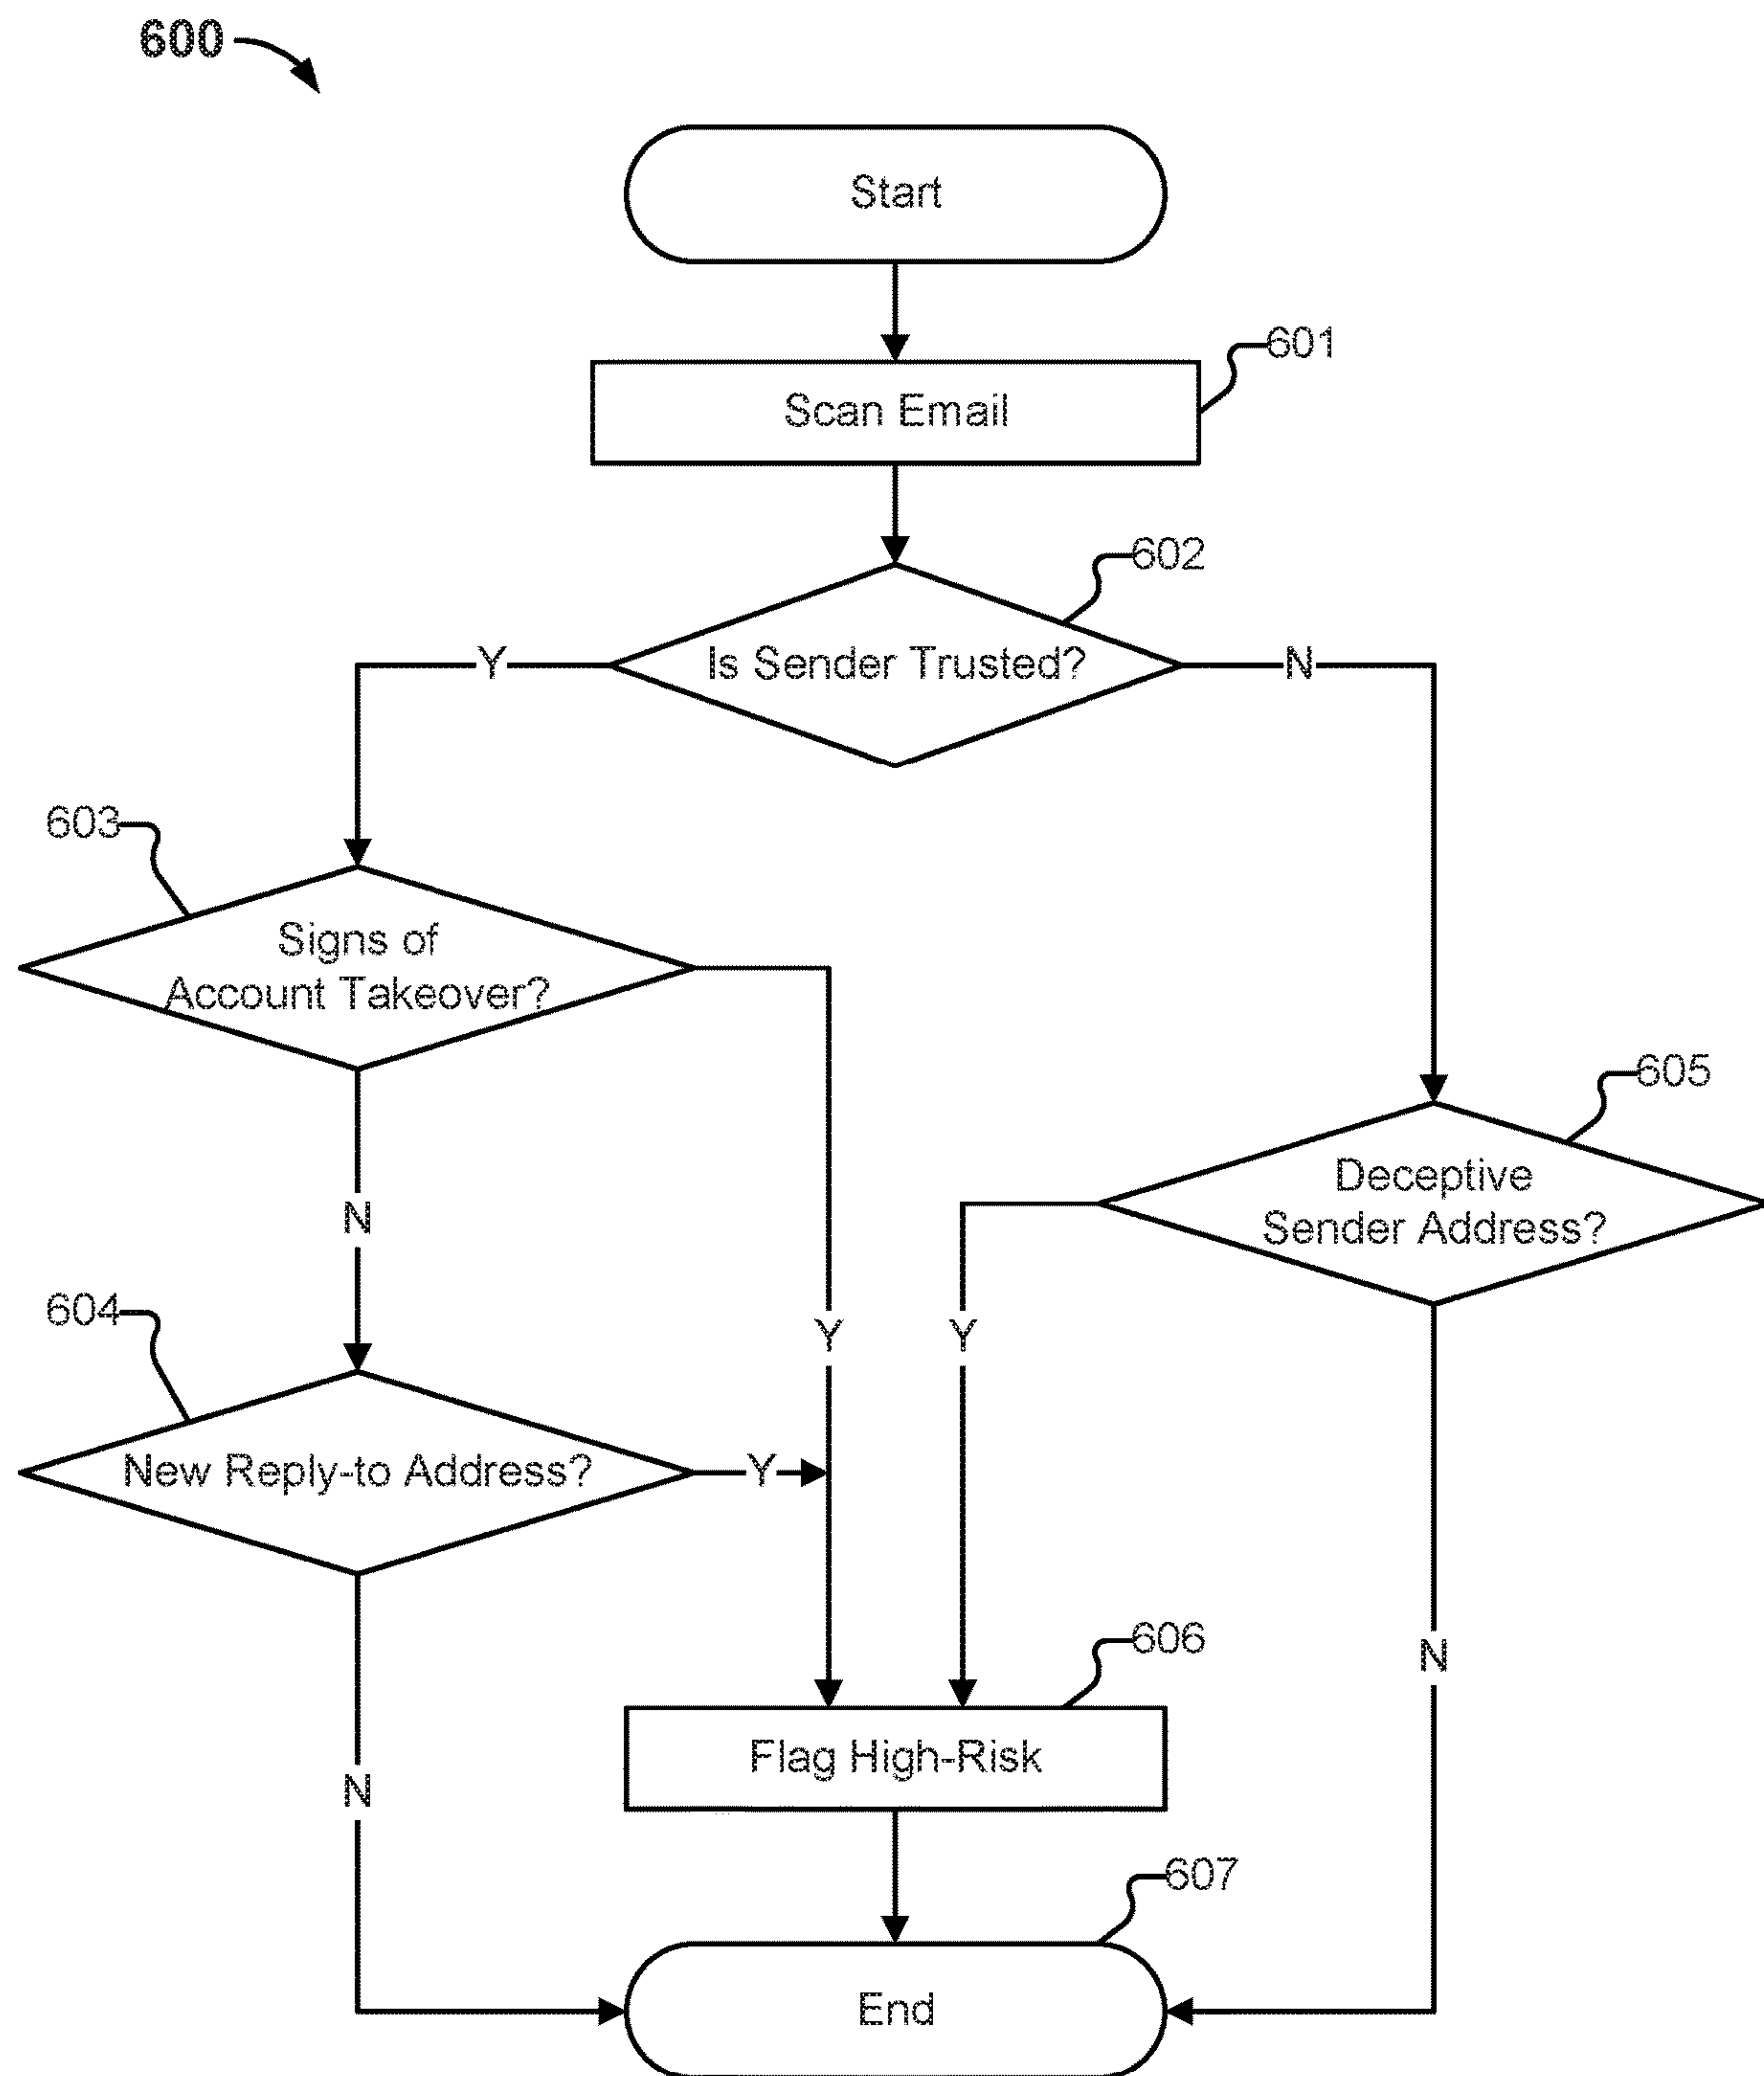 600
Start
601
Scan Email
602
Y
Is Sender Trusted?
N
603
Signs of
Account Takeover?
605
Deceptive
Sender Address?
N
604
Y
Y
New Reply-to Address?
Y
606
N
Flag High-Risk
N
607
End